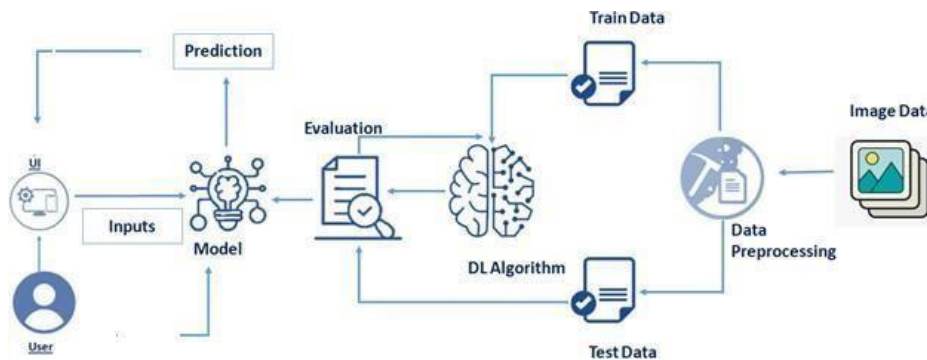 Train Data
Prediction
Image Data
Evaluation
UI
Inputs
Model
DL Algorithm
Data
Preprocessing
User
Test Data